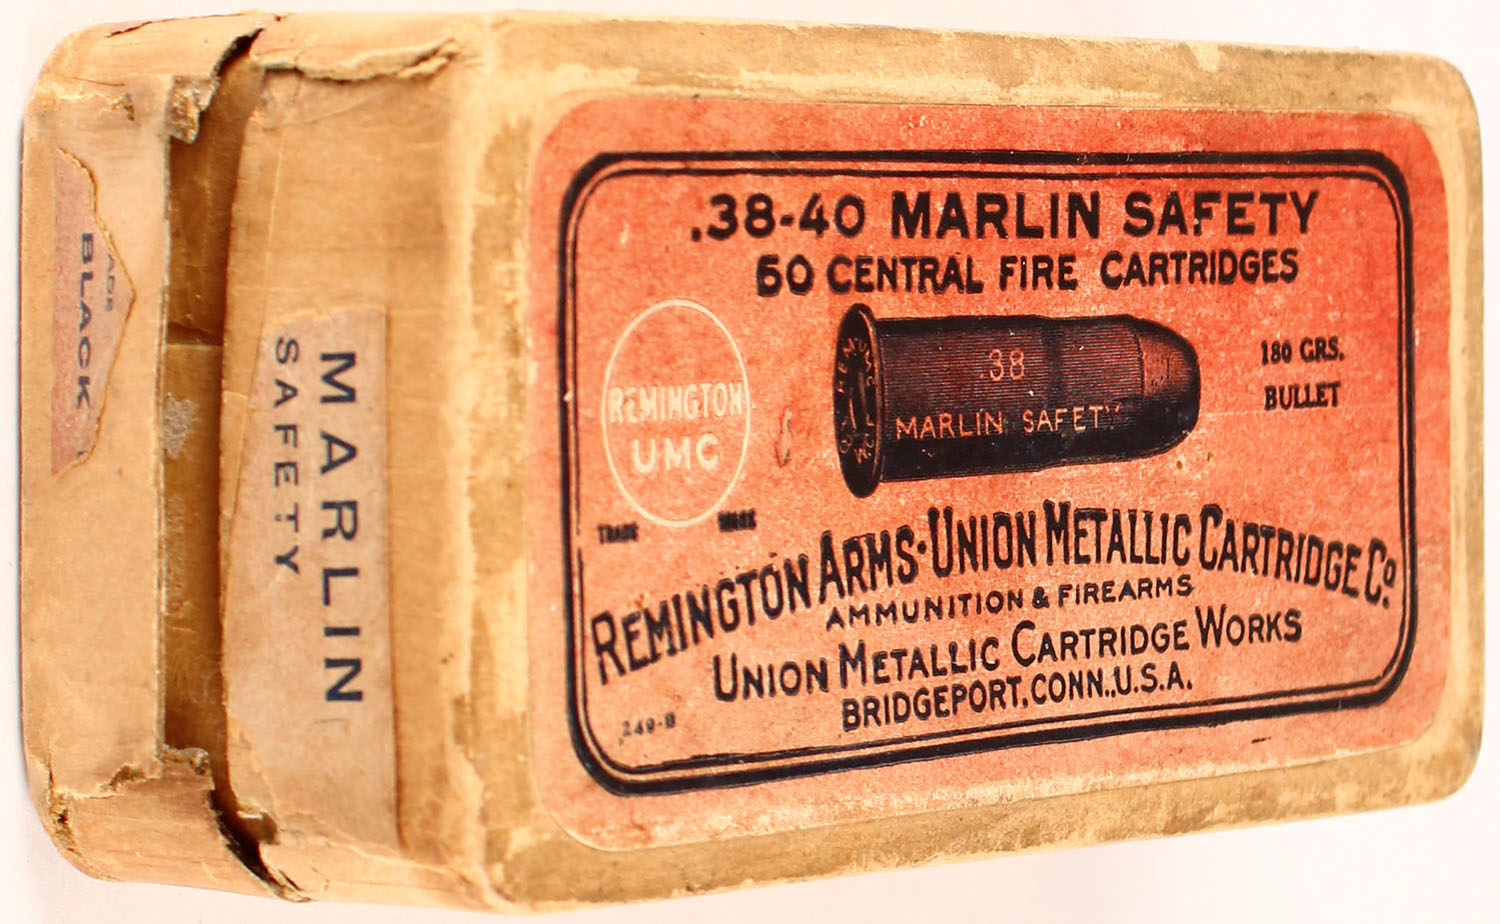 .38-40 MARLIN SAFETY
50 CENTRAL FIRE CARTRIDGES
REMINGTON
UMC
TRADE MARK
38
MARLIN SAFETY
180 GRS.
BULLET
REMINGTON ARMS-UNION METALLIC CARTRIDGE Co.
AMMUNITION & FIREARMS
UNION METALLIC CARTRIDGE WORKS
BRIDGEPORT, CONN., U.S.A.
249-B
MARLIN
SAFETY
BLACK